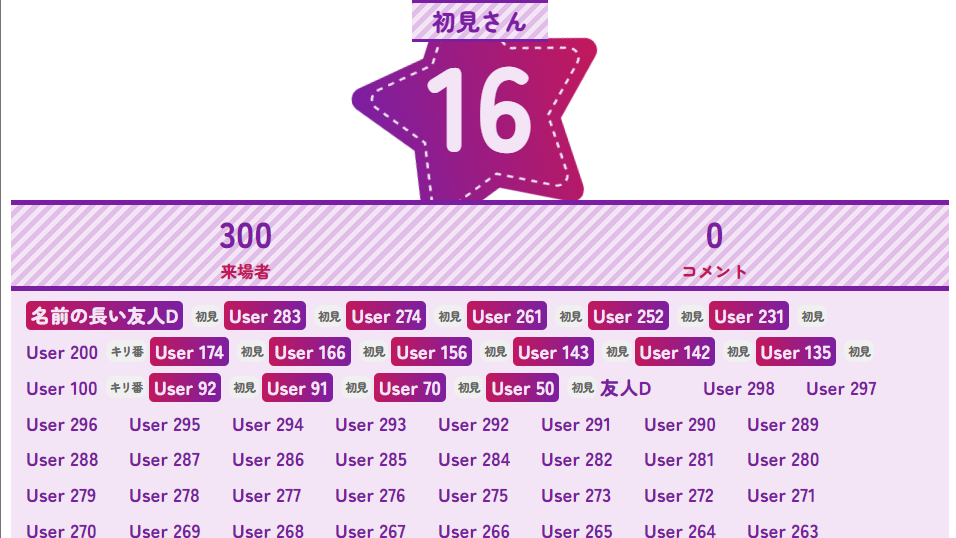 初見さん
16
300 0
来場者 コメント
名前の長い友人D 初見 User 283 初見 User 274 初見 User 261 初見 User 252 初見 User 231 初見
User 200 キリ番 User 174 初見 User 166 初見 User 156 初見 User 143 初見 User 142 初見 User 135 初見
User 100 キリ番 User 92 初見 User 91 初見 User 70 初見 User 50 初見 友人D User 298 User 297
User 296 User 295 User 294 User 293 User 292 User 291 User 290 User 289
User 288 User 287 User 286 User 285 User 284 User 282 User 281 User 280
User 279 User 278 User 277 User 276 User 275 User 273 User 272 User 271
User 270 User 269 User 268 User 267 User 266 User 265 User 264 User 263